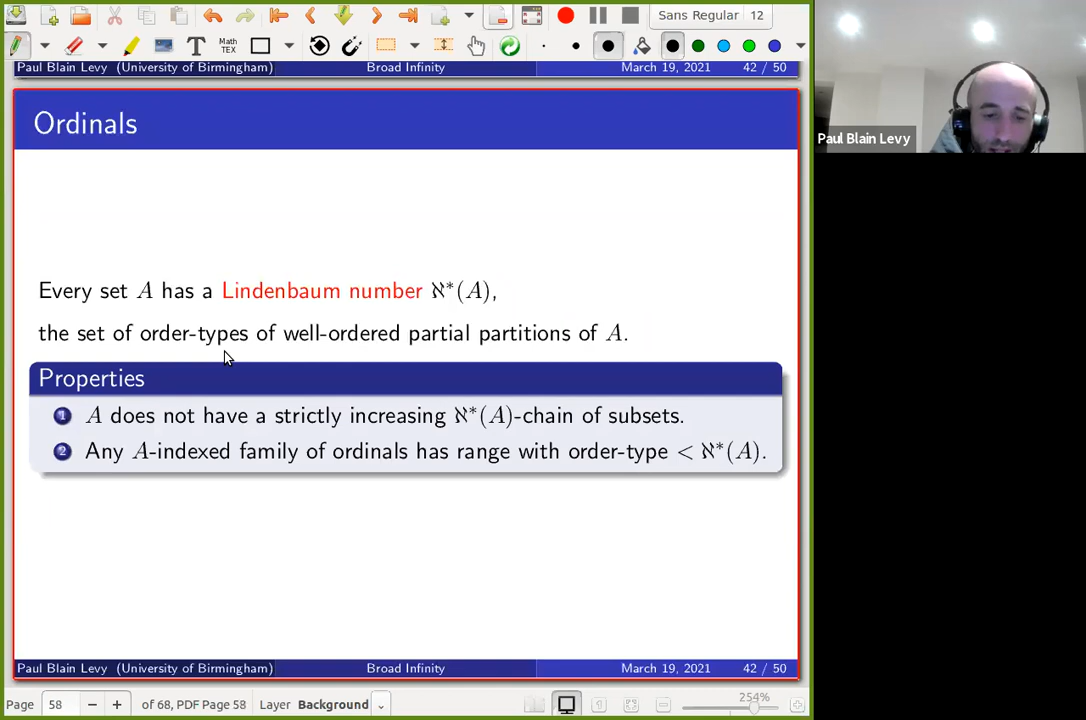 Sans Regular 12
T
Math
TEX
Paul Blain Levy (University of Birmingham) Broad Infinity March 19, 2021 42 / 50
Ordinals
Paul Blain Levy
Every set A has a Lindenbaum number ℵ*(A),
the set of order-types of well-ordered partial partitions of A.
Properties
1 A does not have a strictly increasing ℵ*(A)-chain of subsets.
2 Any A-indexed family of ordinals has range with order-type < ℵ*(A).
Paul Blain Levy (University of Birmingham) Broad Infinity March 19, 2021 42 / 50
Page 58 of 68, PDF Page 58 Layer Background 254%